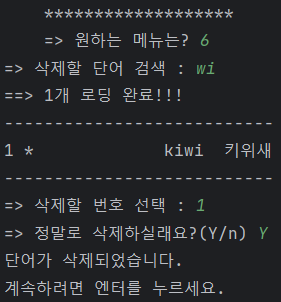 *******************
=> 원하는 메뉴는? 6
=> 삭제할 단어 검색 : wi
==> 1개 로딩 완료!!!
---------------------------
1 * kiwi 키위새
---------------------------
=> 삭제할 번호 선택 : 1
=> 정말로 삭제하실래요?(Y/n) Y
단어가 삭제되었습니다.
계속하려면 엔터를 누르세요.